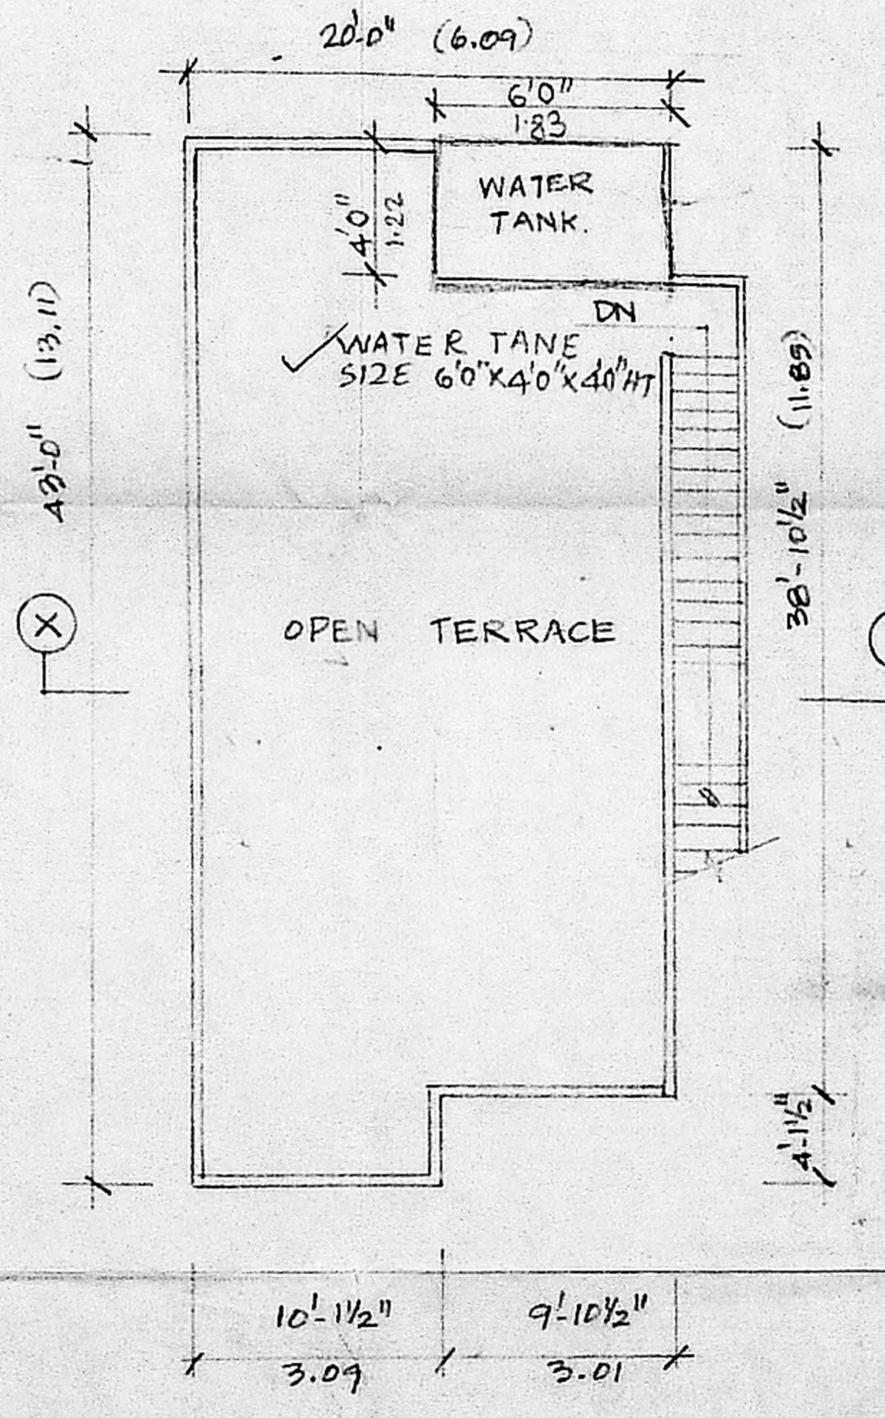 20'-0" (6.09)
6'0"
1.83
WATER
TANK.
4'0"
1.22
DN
WATER TANE
SIZE 6'0"X4'0"X4'0"HT
43'-0" (13.11)
38'-10½" (11.85)
X
OPEN TERRACE
4'-1½"
10'-1½"
9'-10½"
3.09
3.01